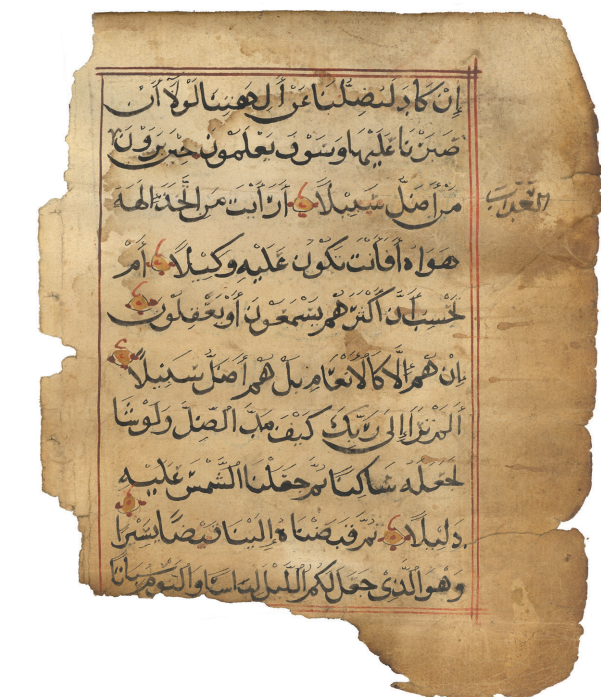 إن كاد ليضلنا عن آلهتنا لولا أن
صبرنا عليها وسوف يعلمون حين يرون
العذاب
من أضل سبيلا أرأيت من اتخذ الهه
هواه أفأنت تكون عليه وكيلا أم
تحسب أن أكثرهم يسمعون أو يعقلون
إن هم إلا كالأنعام بل هم أضل سبيلا
ألم تر إلى ربك كيف مد الظل ولو شا
لجعله ساكنا ثم جعلنا الشمس عليه
دليلا ثم قبضناه إلينا قبضا يسيرا
وهو الذي جعل لكم الليل لباسا والنوم سباتا